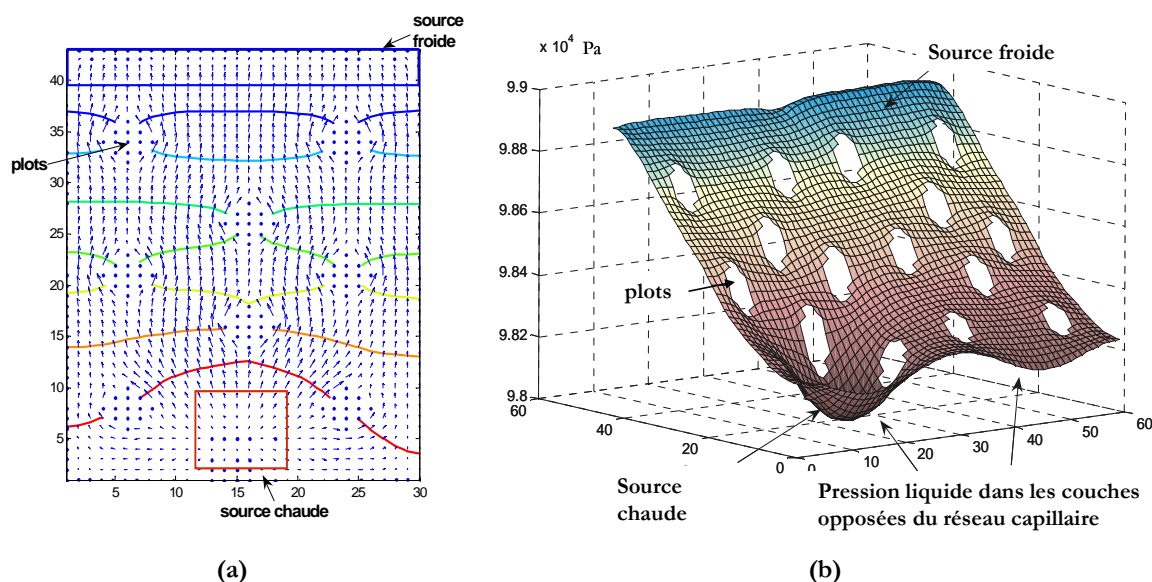 source
froide
40
35
plots
30
25
20
15
10
5
5 10 15 20 25 30
source chaude
(a)
x 10⁴ Pa
Source froide
9.9
9.88
9.86
9.84
9.82
9.8
plots
60
40
20
0
0
10
20
30
40
50
60
Source
chaude
Pression liquide dans les couches
opposées du réseau capillaire
(b)